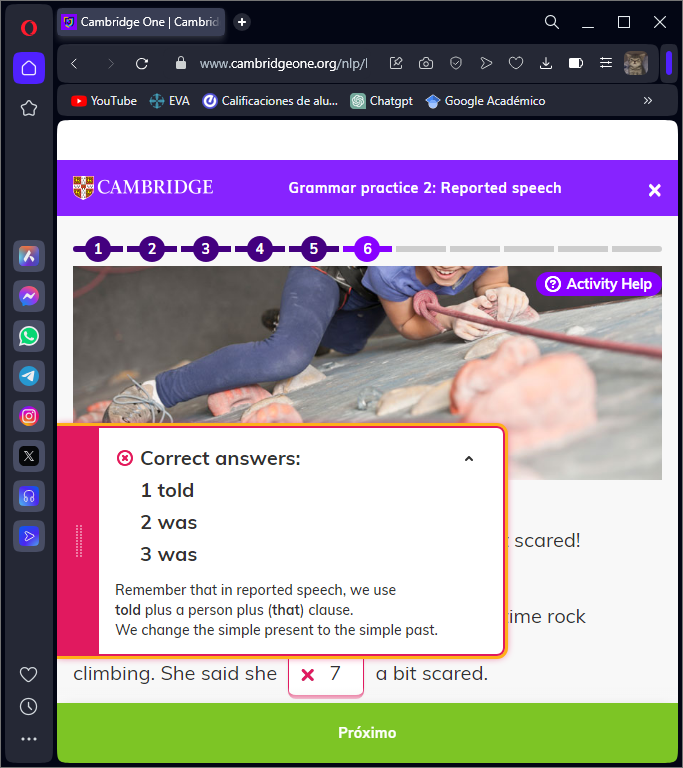 Cambridge One | Cambrid
www.cambridgeone.org/nlp/l
YouTube EVA Calificaciones de alu... Chatgpt Google Académico »
CAMBRIDGE Grammar practice 2: Reported speech
1 2 3 4 5 6
Activity Help
Correct answers:
1 told
2 was
3 was
Remember that in reported speech, we use
told plus a person plus (that) clause.
We change the simple present to the simple past.
scared!
time rock
climbing. She said she 7 a bit scared.
Próximo